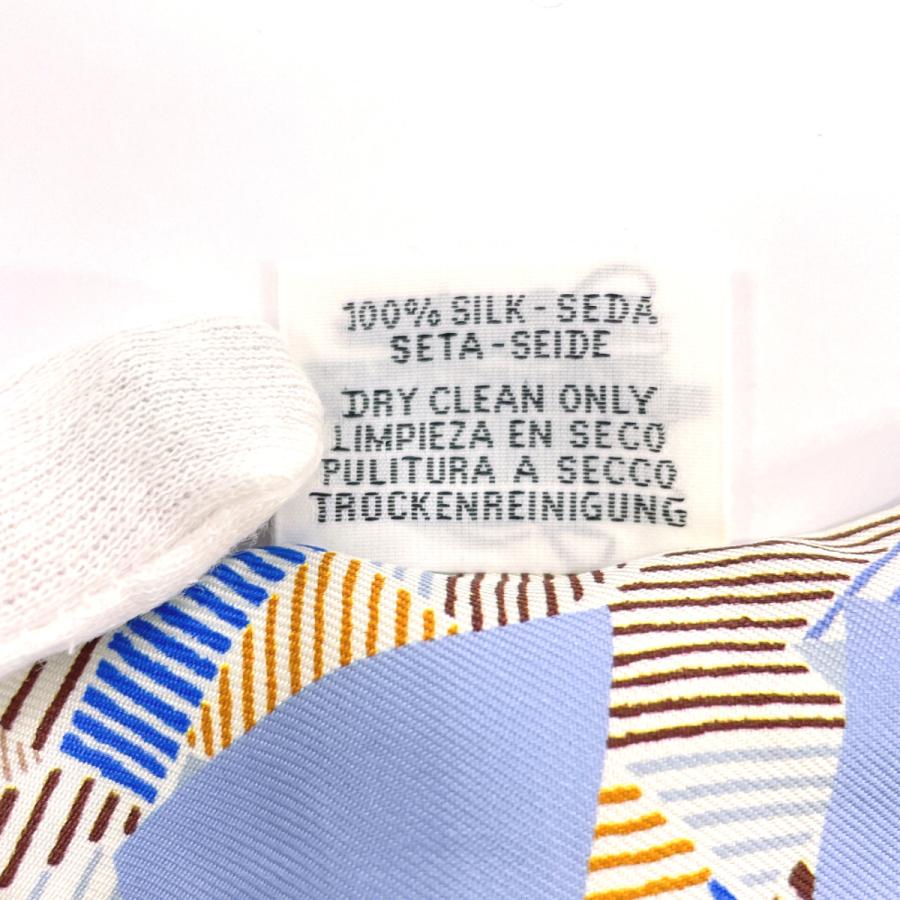 100% SILK - SEDA
SETA - SEIDE
DRY CLEAN ONLY
LIMPIEZA EN SECO
PULITURA A SECCO
TROCKENREINIGUNG